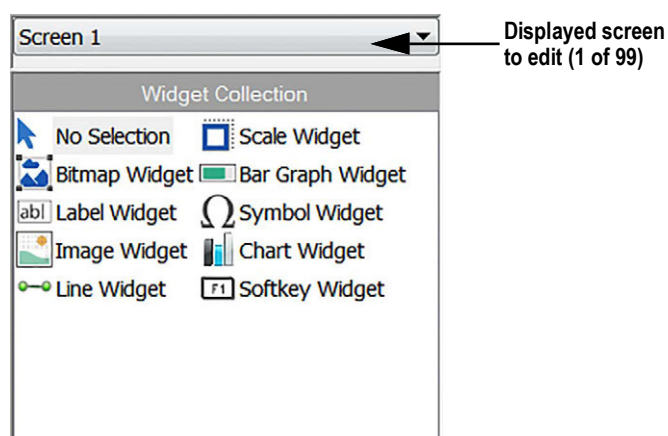 Screen 1
Displayed screen
to edit (1 of 99)
Widget Collection
No Selection Scale Widget
Bitmap Widget Bar Graph Widget
abl Label Widget Ω Symbol Widget
Image Widget Chart Widget
Line Widget F1 Softkey Widget